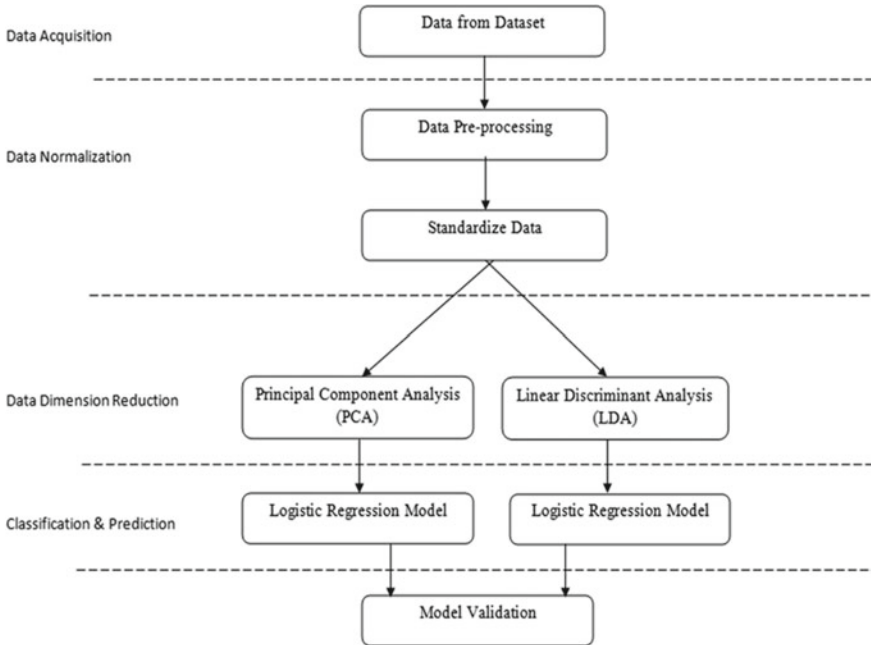 Data Acquisition
Data from Dataset
Data Normalization
Data Pre-processing
Standardize Data
Data Dimension Reduction
Principal Component Analysis
(PCA)
Linear Discriminant Analysis
(LDA)
Classification & Prediction
Logistic Regression Model
Logistic Regression Model
Model Validation